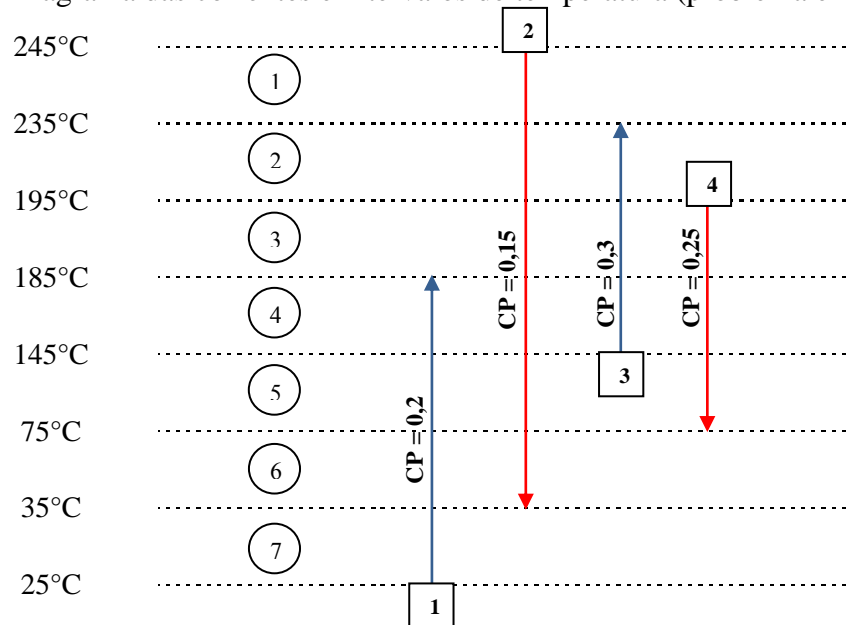 2
245°C
1
235°C
2
4
195°C
3
CP = 0,15
CP = 0,3
CP = 0,25
185°C
4
145°C
3
5
CP = 0,2
75°C
6
35°C
7
25°C
1